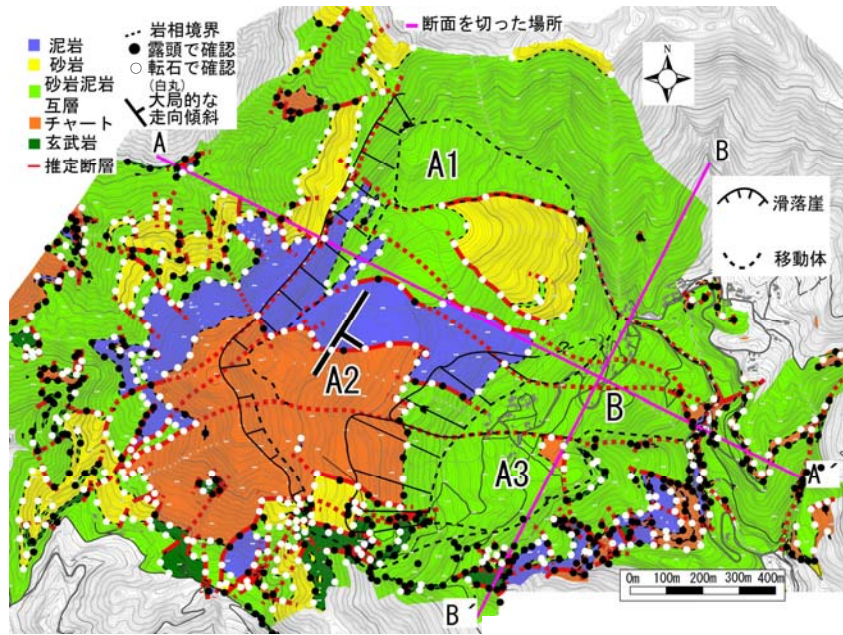 断面を切った場所
泥岩
砂岩
砂岩泥岩
互層
チャート
玄武岩
推定断層
岩相境界
露頭で確認
転石で確認
(白丸)
大局的な
走向傾斜
N
A
B
A1
滑落崖
移動体
A2
B
A3
A´
B´
0m 100m 200m 300m 400m